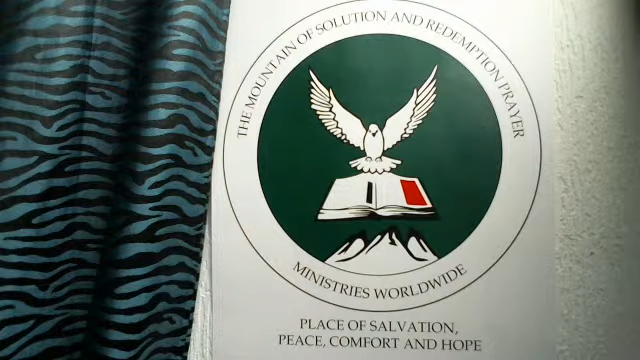 THE MOUNTAIN OF SOLUTION AND REDEMPTION PRAYER
MINISTRIES WORLDWIDE
PLACE OF SALVATION,
PEACE, COMFORT AND HOPE